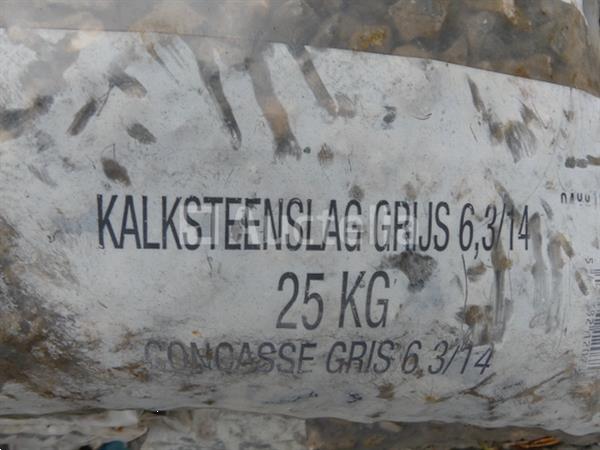 KALKSTEENSLAG GRIJS 6,3/14
25 KG
CONCASSE GRIS 6.3/14